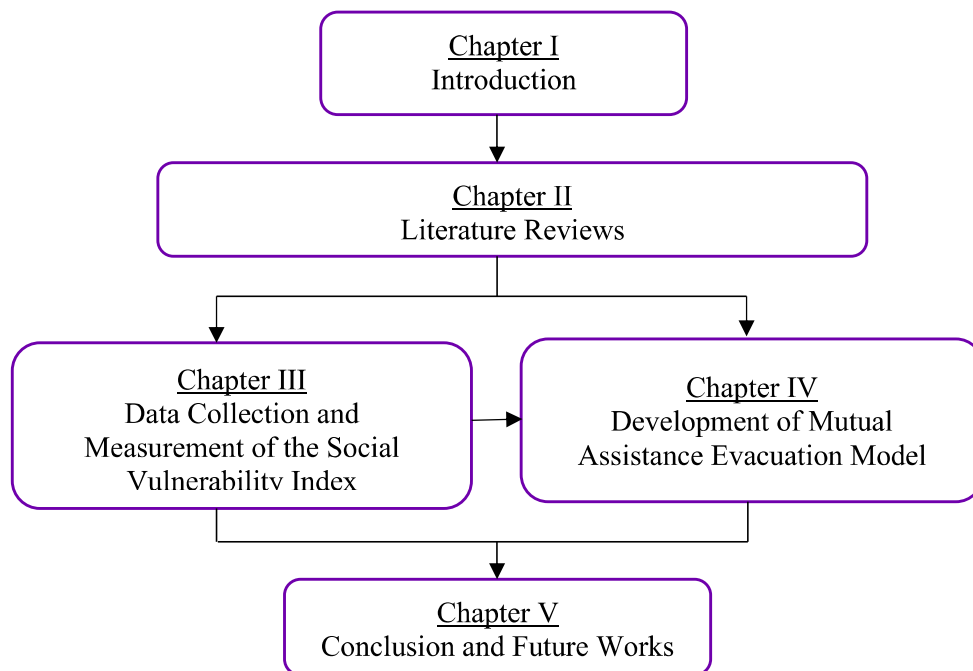 Chapter I
Introduction
Chapter II
Literature Reviews
Chapter III
Data Collection and
Measurement of the Social
Vulnerability Index
Chapter IV
Development of Mutual
Assistance Evacuation Model
Chapter V
Conclusion and Future Works